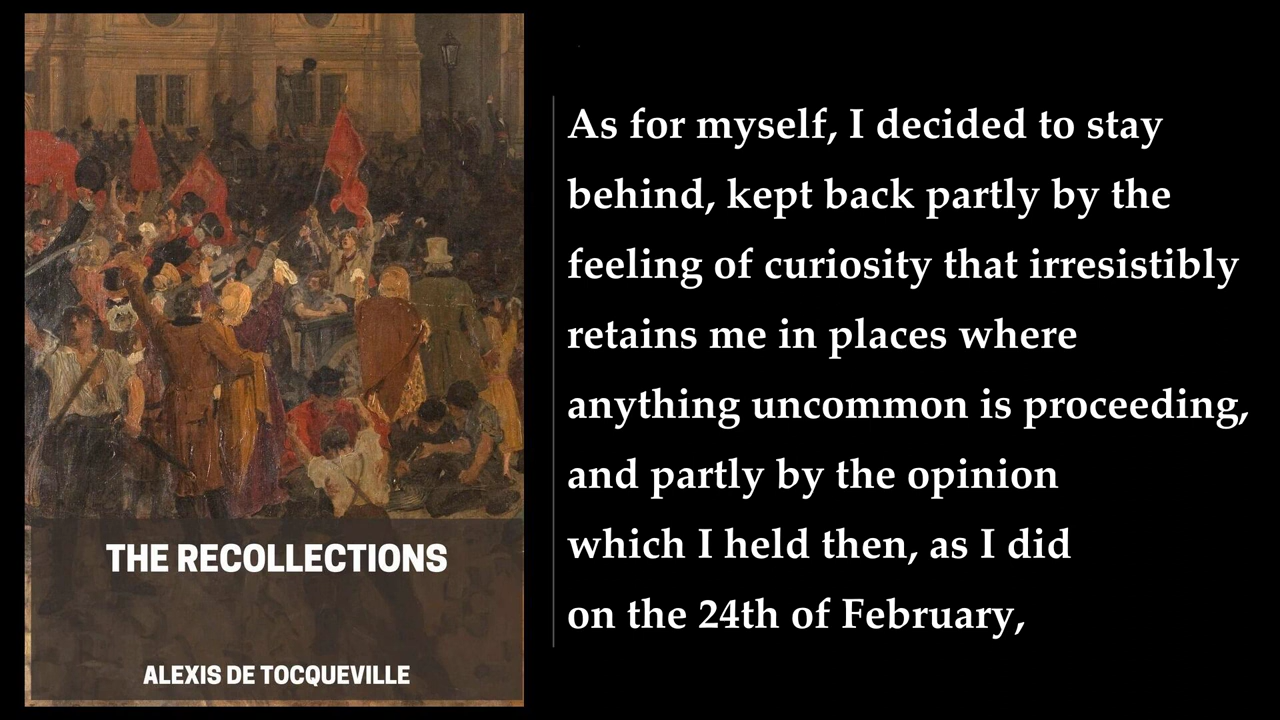 THE RECOLLECTIONS
ALEXIS DE TOCQUEVILLE
As for myself, I decided to stay
behind, kept back partly by the
feeling of curiosity that irresistibly
retains me in places where
anything uncommon is proceeding,
and partly by the opinion
which I held then, as I did
on the 24th of February,